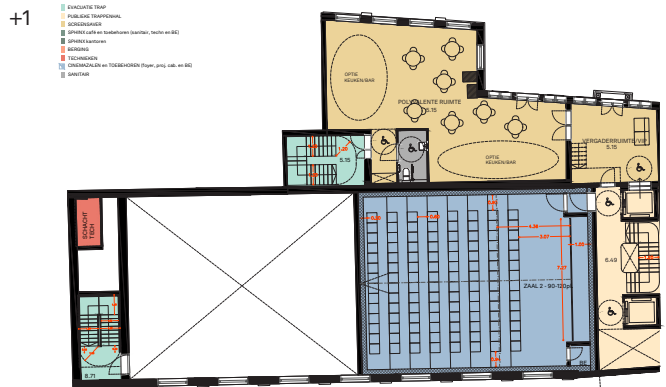 +1
EVACUATIE TRAP
PUBLIEKE TRAPPENHAL
SCREENSAVER
SPHINX café en toebehoren (sanitair, techn en BE)
SPHINX kantoren
BERGING
TECHNIEKEN
CINEMAZALEN en TOEBEHOREN (foyer, proj. cab. en BE)
SANITAIR
OPTIE
KEUKEN/BAR
POLYVALENTE RUIMTE
5.15
VERGADERRUIMTE/VIP
5.15
OPTIE
KEUKEN/BAR
5.15
SCHACHT
TECH
6.49
ZAAL 2 - 90-120pl.
BE
8.71